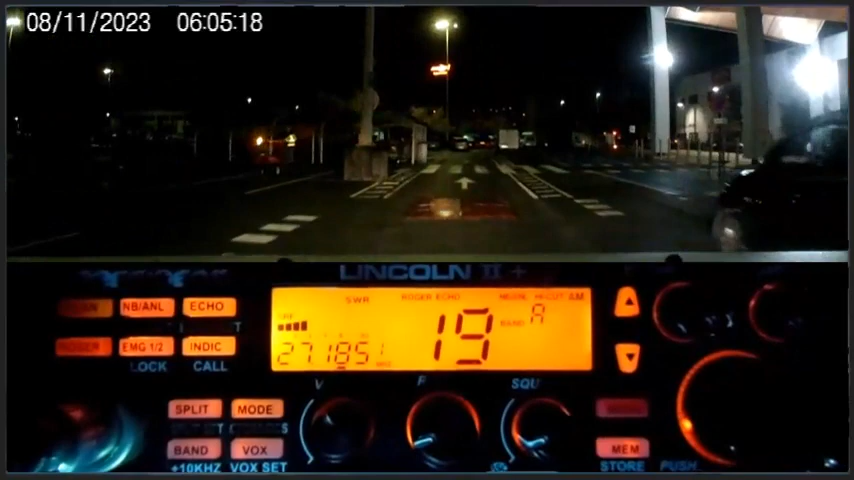 08/11/2023 06:05:18
LINCOLN II +
NB/ANL ECHO
EMG 1/2 INDIC
LOCK CALL
SWR ROGER ECHO AM
19 BAND A
27.1851
V F SQU
SPLIT MODE
BAND VOX MEM
+10KHZ VOX SET STORE PUSH